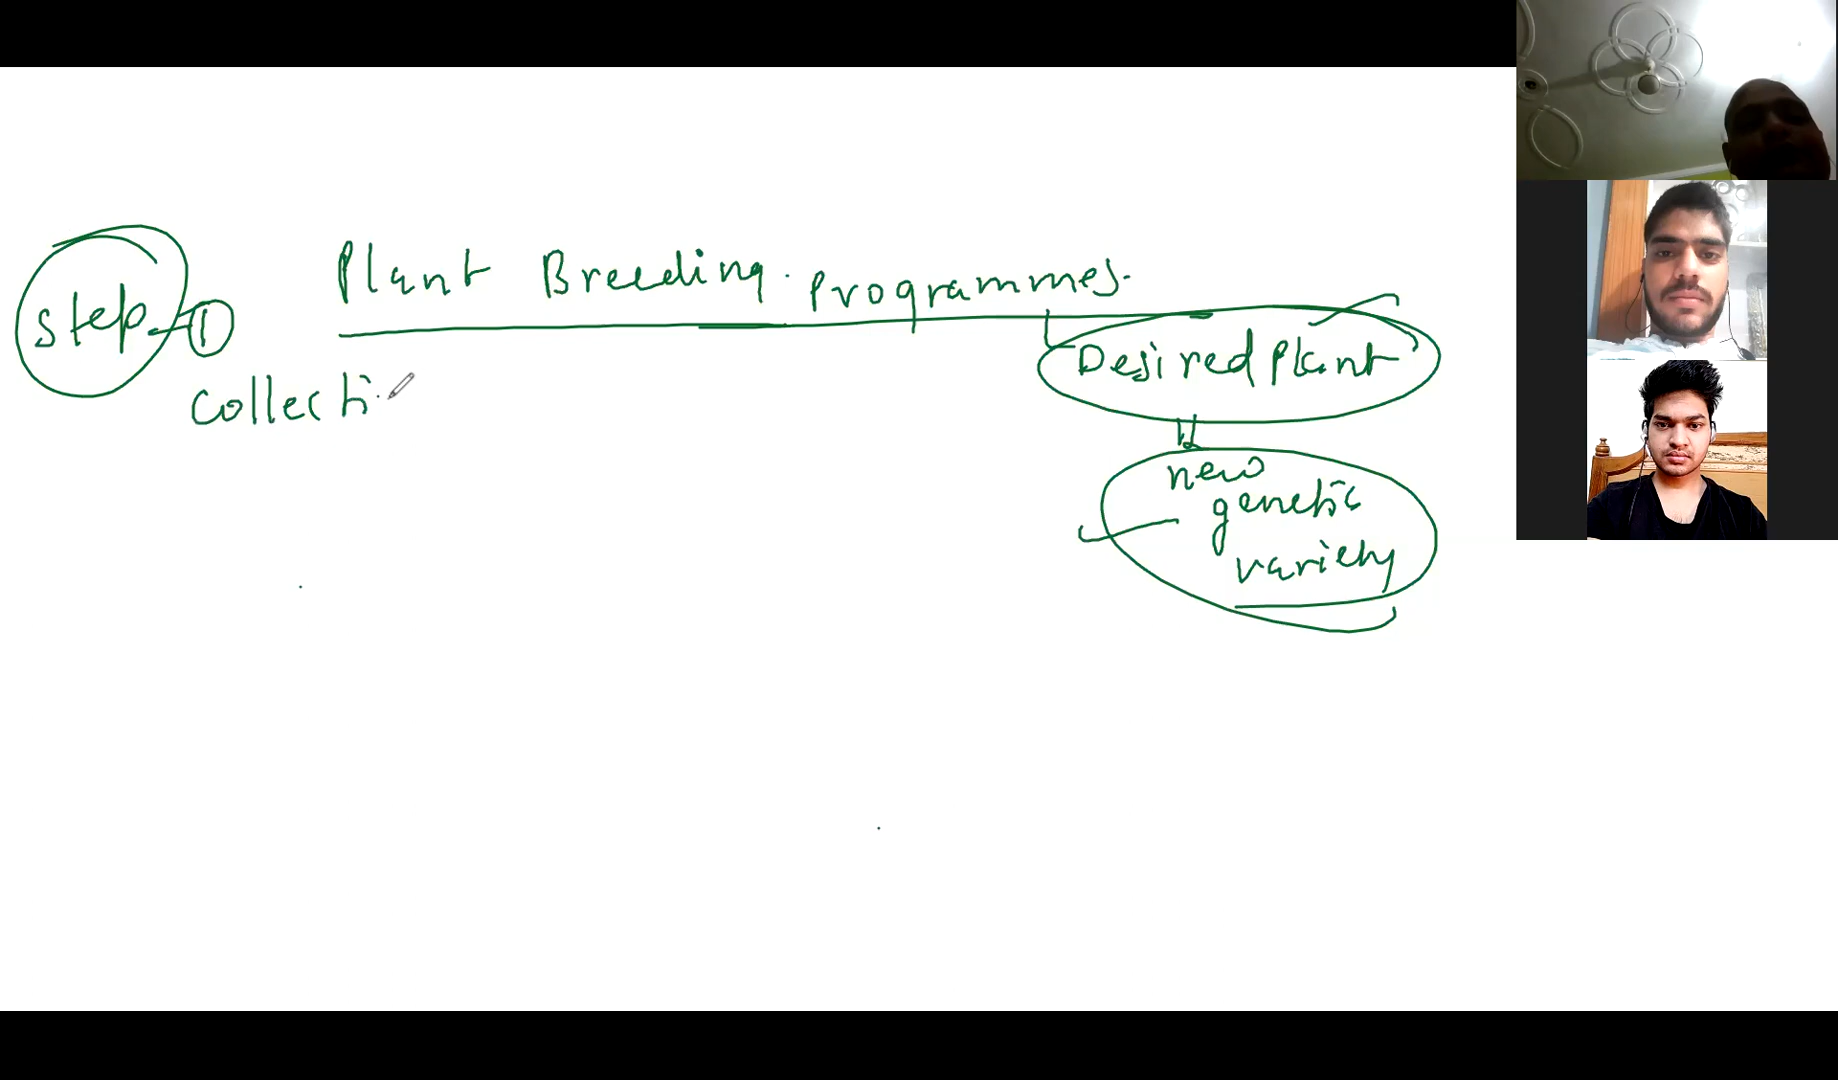 Plant Breeding. Programmes.
Step-①
Desired Plant
Collecti
new
genetic
variety